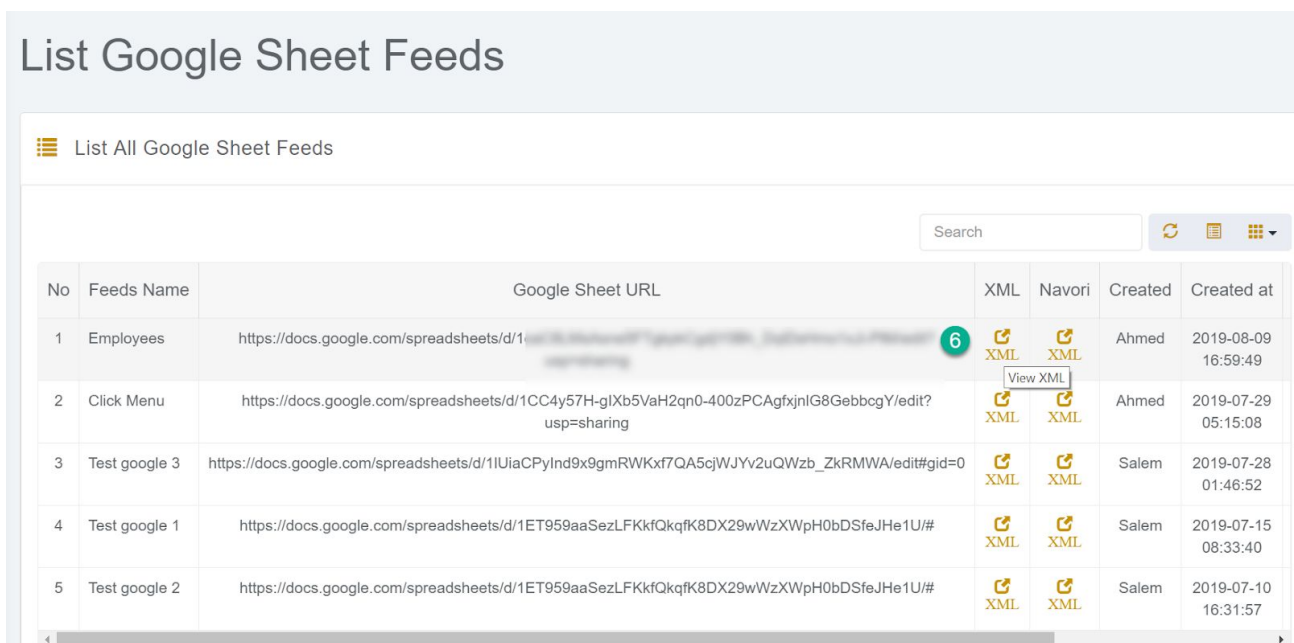 List Google Sheet Feeds
List All Google Sheet Feeds
Search
No Feeds Name Google Sheet URL XML Navori Created Created at
1 Employees https://docs.google.com/spreadsheets/d/1 6 XML XML Ahmed 2019-08-09
16:59:49
View XML
2 Click Menu https://docs.google.com/spreadsheets/d/1CC4y57H-gIXb5VaH2qn0-400zPCAgfxjnlG8GebbcgY/edit? XML XML Ahmed 2019-07-29
usp=sharing 05:15:08
3 Test google 3 https://docs.google.com/spreadsheets/d/1lUiaCPyInd9x9gmRWKxf7QA5cjWJYv2uQWzb_ZkRMWA/edit#gid=0 XML XML Salem 2019-07-28
01:46:52
4 Test google 1 https://docs.google.com/spreadsheets/d/1ET959aaSezLFKkfQkqfK8DX29wWzXWpH0bDSfeJHe1U/# XML XML Salem 2019-07-15
08:33:40
5 Test google 2 https://docs.google.com/spreadsheets/d/1ET959aaSezLFKkfQkqfK8DX29wWzXWpH0bDSfeJHe1U/# XML XML Salem 2019-07-10
16:31:57